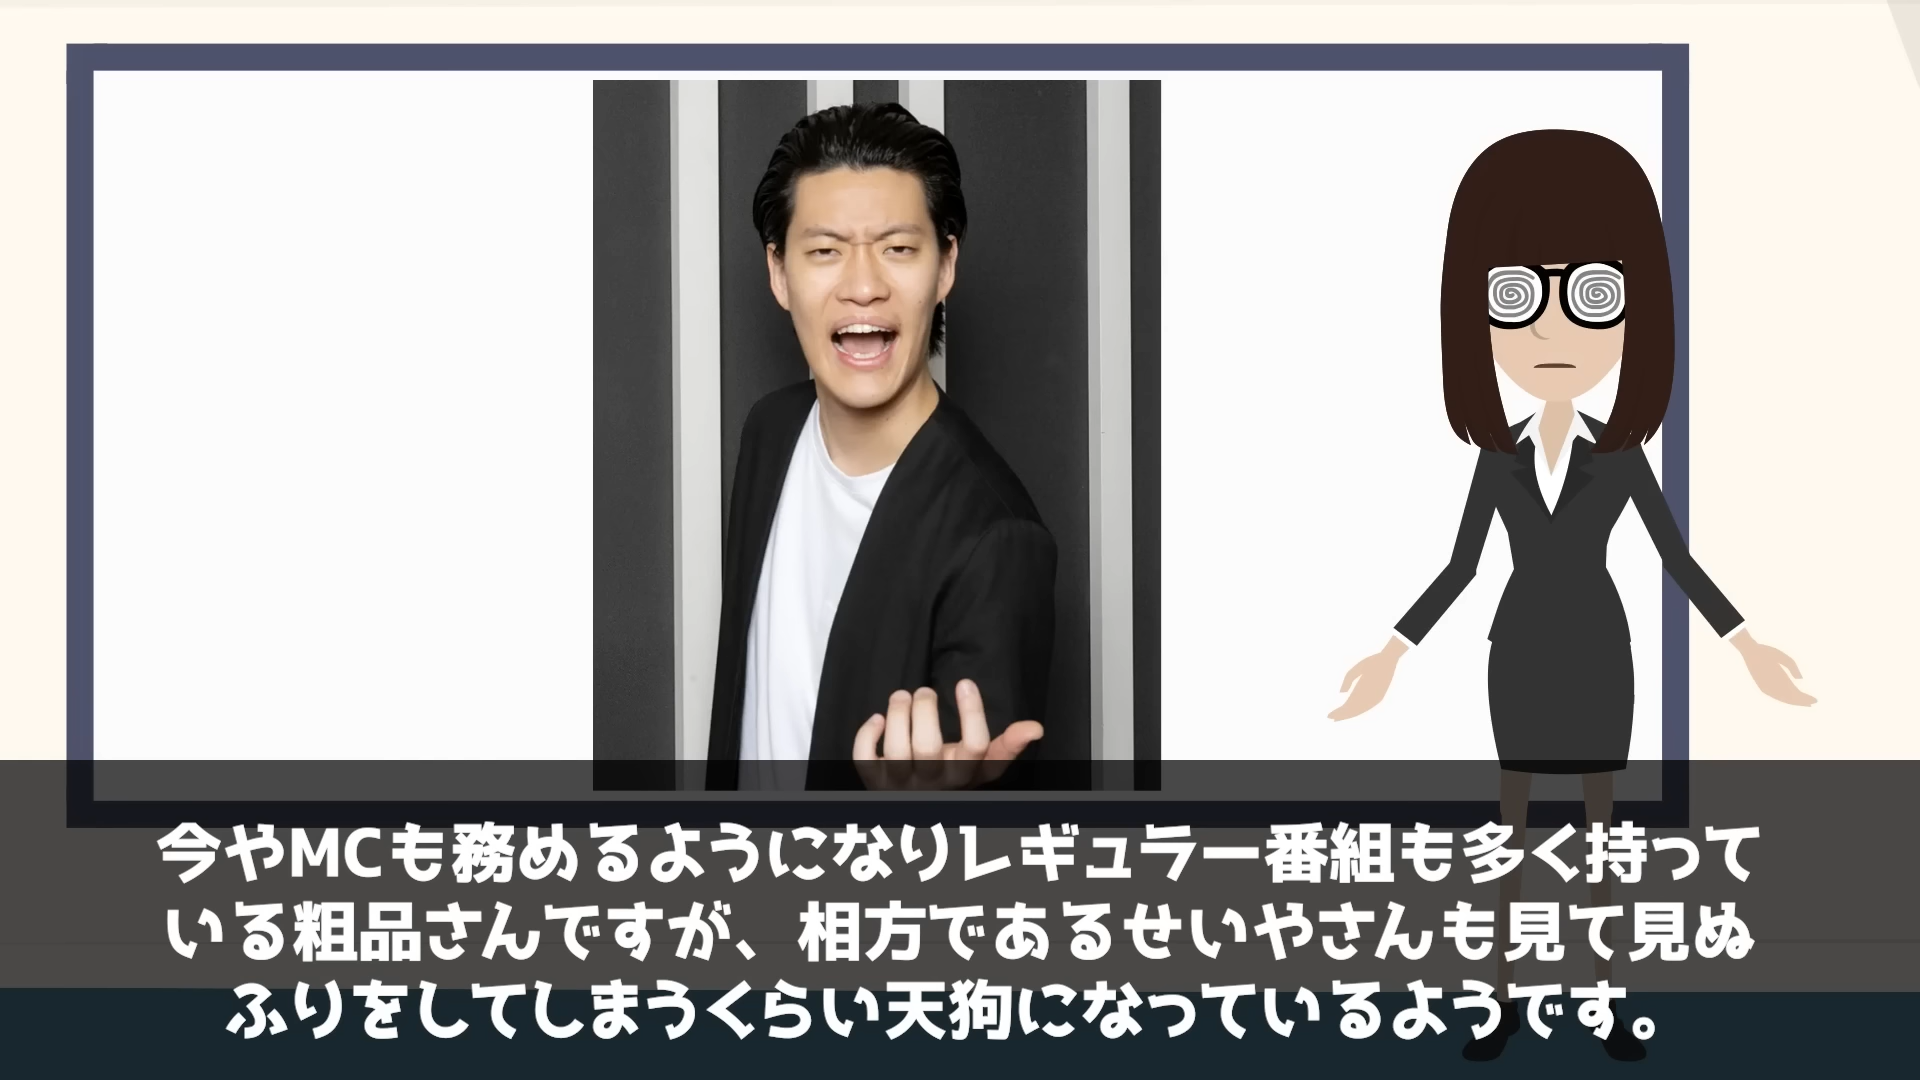 今やMCも務めるようになりレギュラー番組も多く持って
いる粗品さんですが、相方であるせいやさんも見て見ぬ
ふりをしてしまうくらい天狗になっているようです。